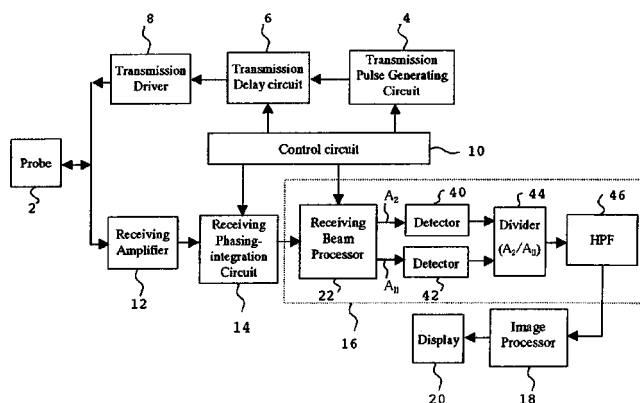 8
6
4
Transmission
Driver
Transmission
Delay circuit
Transmission
Pulse Generating
Circuit
Control circuit
10
Probe
2
Receiving
Amplifier
12
Receiving
Phasing-
integration
Circuit
14
Receiving
Beam
Processor
22
A2
A11
40
Detector
Detector
42
44
Divider
(A2/A11)
46
HPF
16
Display
20
Image
Processor
18